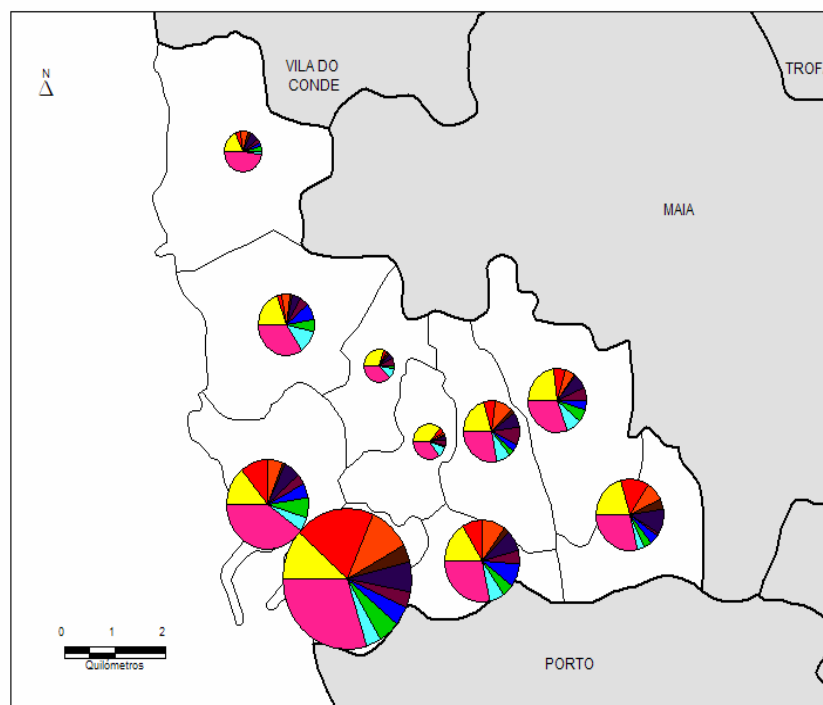 VILA DO
CONDE
TROF
N
MAIA
0 1 2
Quilómetros
PORTO